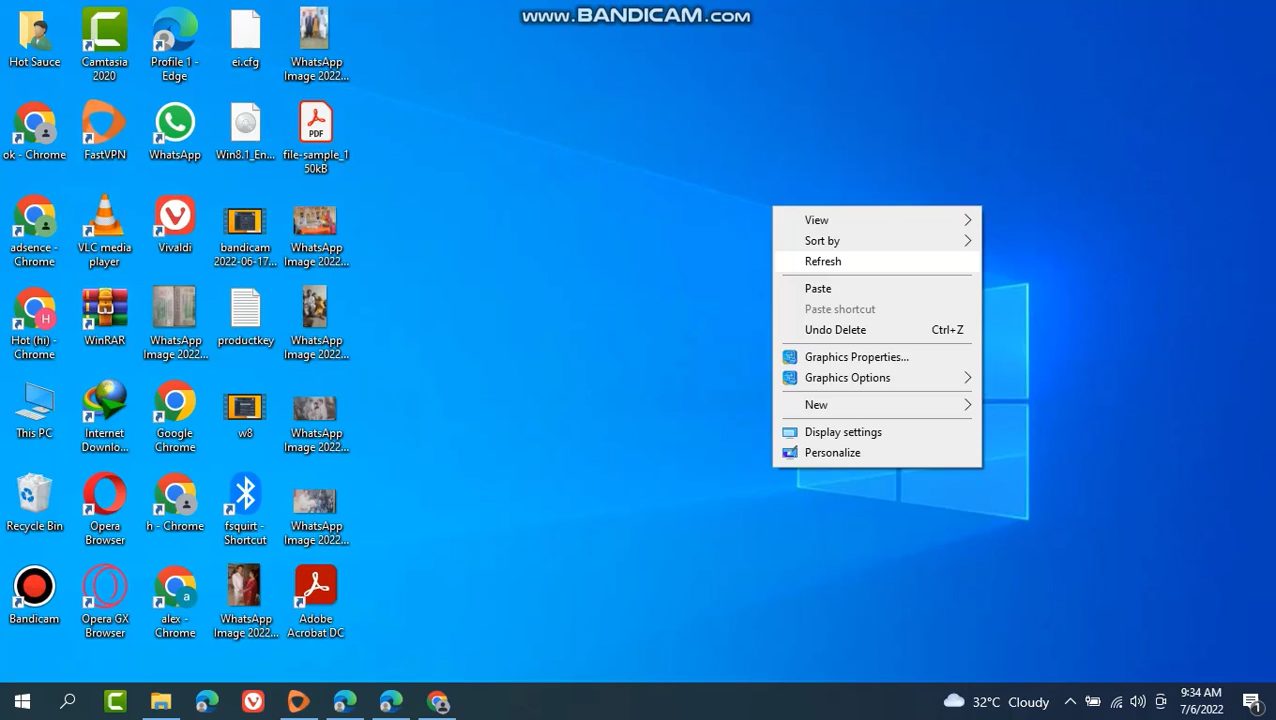 www.BANDICAM.com
Hot Sauce
Camtasia
2020
Profile 1 -
Edge
ei.cfg
WhatsApp
Image 2022...
ok - Chrome
FastVPN
WhatsApp
Win8.1_En...
PDF
file-sample_1
50kB
adsence -
Chrome
VLC media
player
Vivaldi
bandicam
2022-06-17...
WhatsApp
Image 2022...
H
Hot (hi) -
Chrome
WinRAR
WhatsApp
Image 2022...
productkey
WhatsApp
Image 2022...
This PC
Internet
Downlo...
Google
Chrome
w8
WhatsApp
Image 2022...
Recycle Bin
Opera
Browser
h - Chrome
fsquirt -
Shortcut
WhatsApp
Image 2022...
Bandicam
Opera GX
Browser
a
alex -
Chrome
WhatsApp
Image 2022...
Adobe
Acrobat DC
View
Sort by
Refresh
Paste
Paste shortcut
Undo Delete Ctrl+Z
Graphics Properties...
Graphics Options
New
Display settings
Personalize
32°C Cloudy
9:34 AM
7/6/2022
1